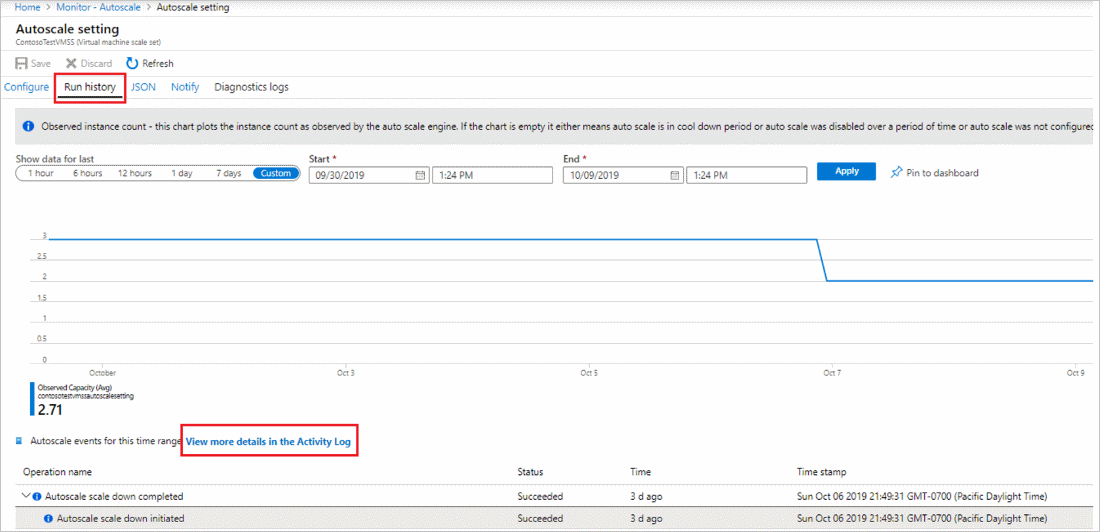 Home > Monitor - Autoscale > Autoscale setting
Autoscale setting
ContosoTestVMSS (Virtual machine scale set)
Save Discard Refresh
Configure Run history JSON Notify Diagnostics logs
Observed instance count - this chart plots the instance count as observed by the auto scale engine. If the chart is empty it either means auto scale is in cool down period or auto scale was disabled over a period of time or auto scale was not configured
Show data for last Start * End *
1 hour 6 hours 12 hours 1 day 7 days Custom 09/30/2019 1:24 PM 10/09/2019 1:24 PM Apply Pin to dashboard
3
2.5
2
1.5
1
0.5
0
October Oct 3 Oct 5 Oct 7 Oct 9
Observed Capacity (Avg)
contosotestvmssautoscalesetting
2.71
Autoscale events for this time range View more details in the Activity Log
Operation name Status Time Time stamp
Autoscale scale down completed Succeeded 3 d ago Sun Oct 06 2019 21:49:31 GMT-0700 (Pacific Daylight Time)
Autoscale scale down initiated Succeeded 3 d ago Sun Oct 06 2019 21:49:31 GMT-0700 (Pacific Daylight Time)